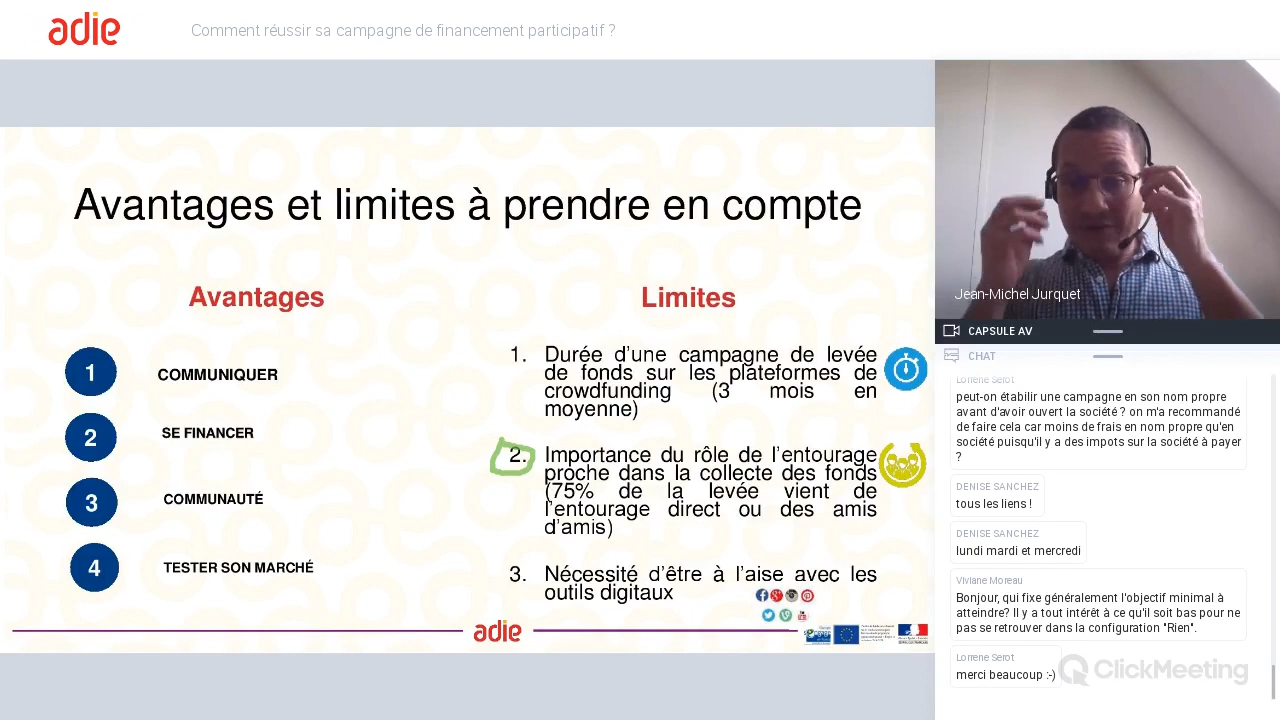 adie
Comment réussir sa campagne de financement participatif ?
Avantages et limites à prendre en compte
Avantages
1 COMMUNIQUER
2 SE FINANCER
3 COMMUNAUTÉ
4 TESTER SON MARCHÉ
Limites
1. Durée d'une campagne de levée
de fonds sur les plateformes de
crowdfunding (3 mois en
moyenne)
2. Importance du rôle de l'entourage
proche dans la collecte des fonds
(75% de la levée vient de
l'entourage direct ou des amis
d'amis)
3. Nécessité d'être à l'aise avec les
outils digitaux
adie
Jean-Michel Jurquet
CAPSULE AV
CHAT
Lorrene Serot
peut-on étabilir une campagne en son nom propre
avant d'avoir ouvert la société ? on m'a recommandé
de faire cela car moins de frais en nom propre qu'en
société puisqu'il y a des impots sur la société à payer
?
DENISE SANCHEZ
tous les liens !
DENISE SANCHEZ
lundi mardi et mercredi
Viviane Moreau
Bonjour, qui fixe généralement l'objectif minimal à
atteindre? Il y a tout intérêt à ce qu'il soit bas pour ne
pas se retrouver dans la configuration "Rien".
Lorrene Serot
merci beaucoup :-)
ClickMeeting